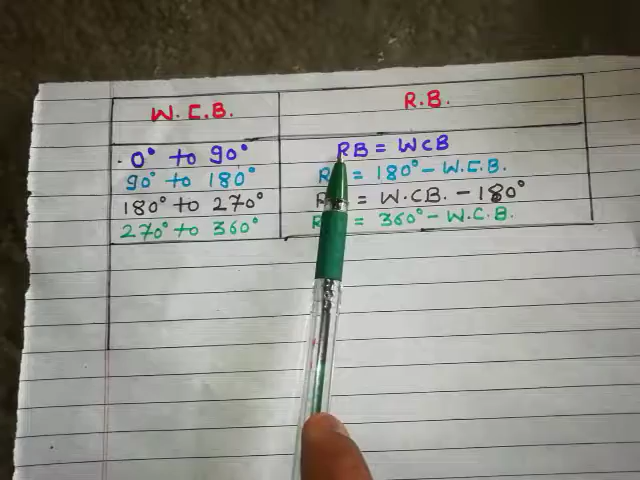 W.C.B. R.B.
0° to 90° RB = WCB
90° to 180° R = 180° - W.C.B.
180° to 270° R = W.CB. - 180°
270° to 360° R = 360° - W.C.B.